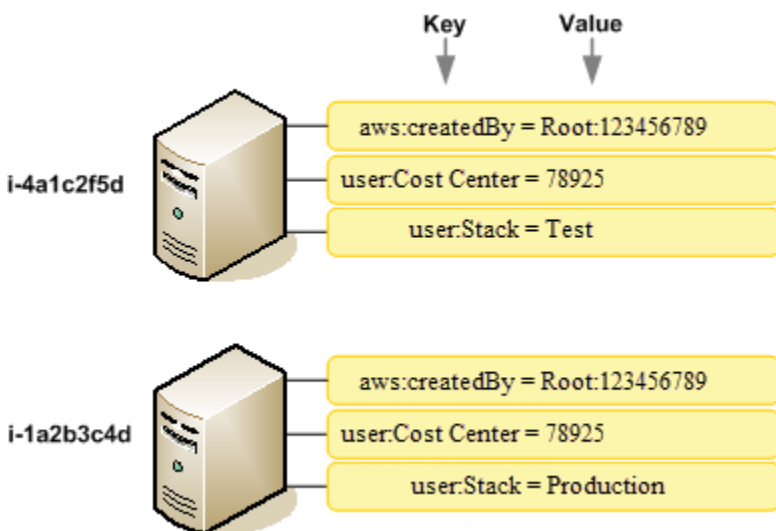 Key Value
aws:createdBy = Root:123456789
i-4a1c2f5d
user:Cost Center = 78925
user:Stack = Test
aws:createdBy = Root:123456789
i-1a2b3c4d
user:Cost Center = 78925
user:Stack = Production